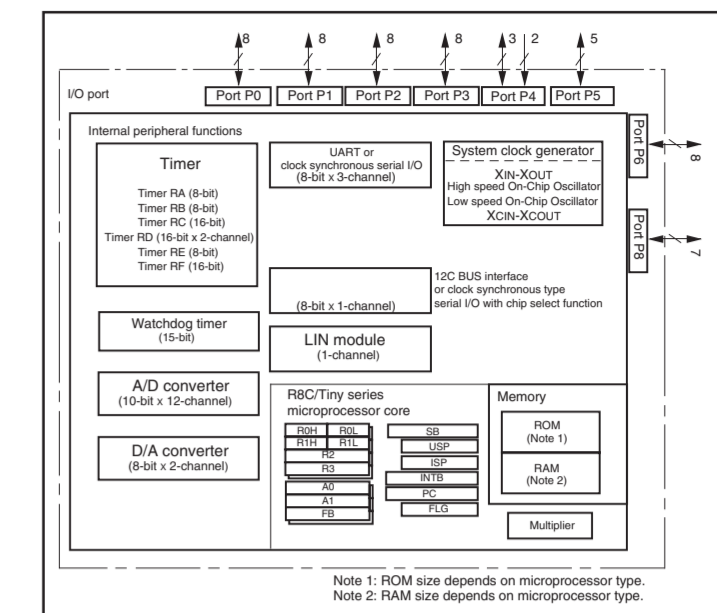 8 8 8 8 3 2 5
I/O port
Port P0 Port P1 Port P2 Port P3 Port P4 Port P5
Port P6
8
Port P8
7
Internal peripheral functions
Timer
Timer RA (8-bit)
Timer RB (8-bit)
Timer RC (16-bit)
Timer RD (16-bit x 2-channel)
Timer RE (8-bit)
Timer RF (16-bit)
UART or
clock synchronous serial I/O
(8-bit x 3-channel)
System clock generator
XIN-XOUT
High speed On-Chip Oscillator
Low speed On-Chip Oscillator
XCIN-XCOUT
(8-bit x 1-channel)
12C BUS interface
or clock synchronous type
serial I/O with chip select function
Watchdog timer
(15-bit)
LIN module
(1-channel)
A/D converter
(10-bit x 12-channel)
D/A converter
(8-bit x 2-channel)
R8C/Tiny series
microprocessor core
R0H R0L
R1H R1L
R2
R3
A0
A1
FB
SB
USP
ISP
INTB
PC
FLG
Memory
ROM
(Note 1)
RAM
(Note 2)
Multiplier
Note 1: ROM size depends on microprocessor type.
Note 2: RAM size depends on microprocessor type.